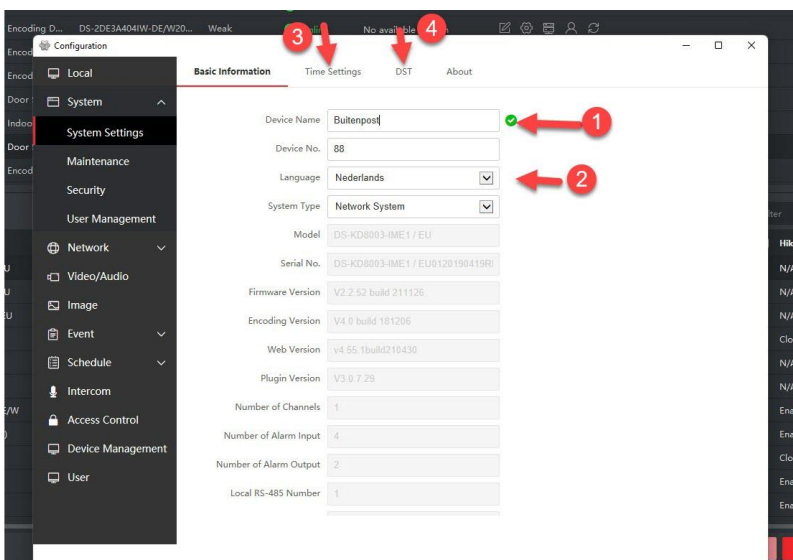 Encoding D... DS-2DE3A404IW-DE/W20... Weak No available
3
4
Configuration
Local
System
System Settings
Maintenance
Security
User Management
Network
Video/Audio
Image
Event
Schedule
Intercom
Access Control
Device Management
User
Basic Information Time Settings DST About
Device Name Buitenpost
1
Device No. 88
Language Nederlands
2
System Type Network System
Model DS-KD8003-IME1 / EU
Serial No. DS-KD8003-IME1 / EU0120190419R
Firmware Version V2.2.52 build 211126
Encoding Version V4.0 build 181206
Web Version v4.55.1build210430
Plugin Version V3.0.7.29
Number of Channels 1
Number of Alarm Input 4
Number of Alarm Output 2
Local RS-485 Number 1